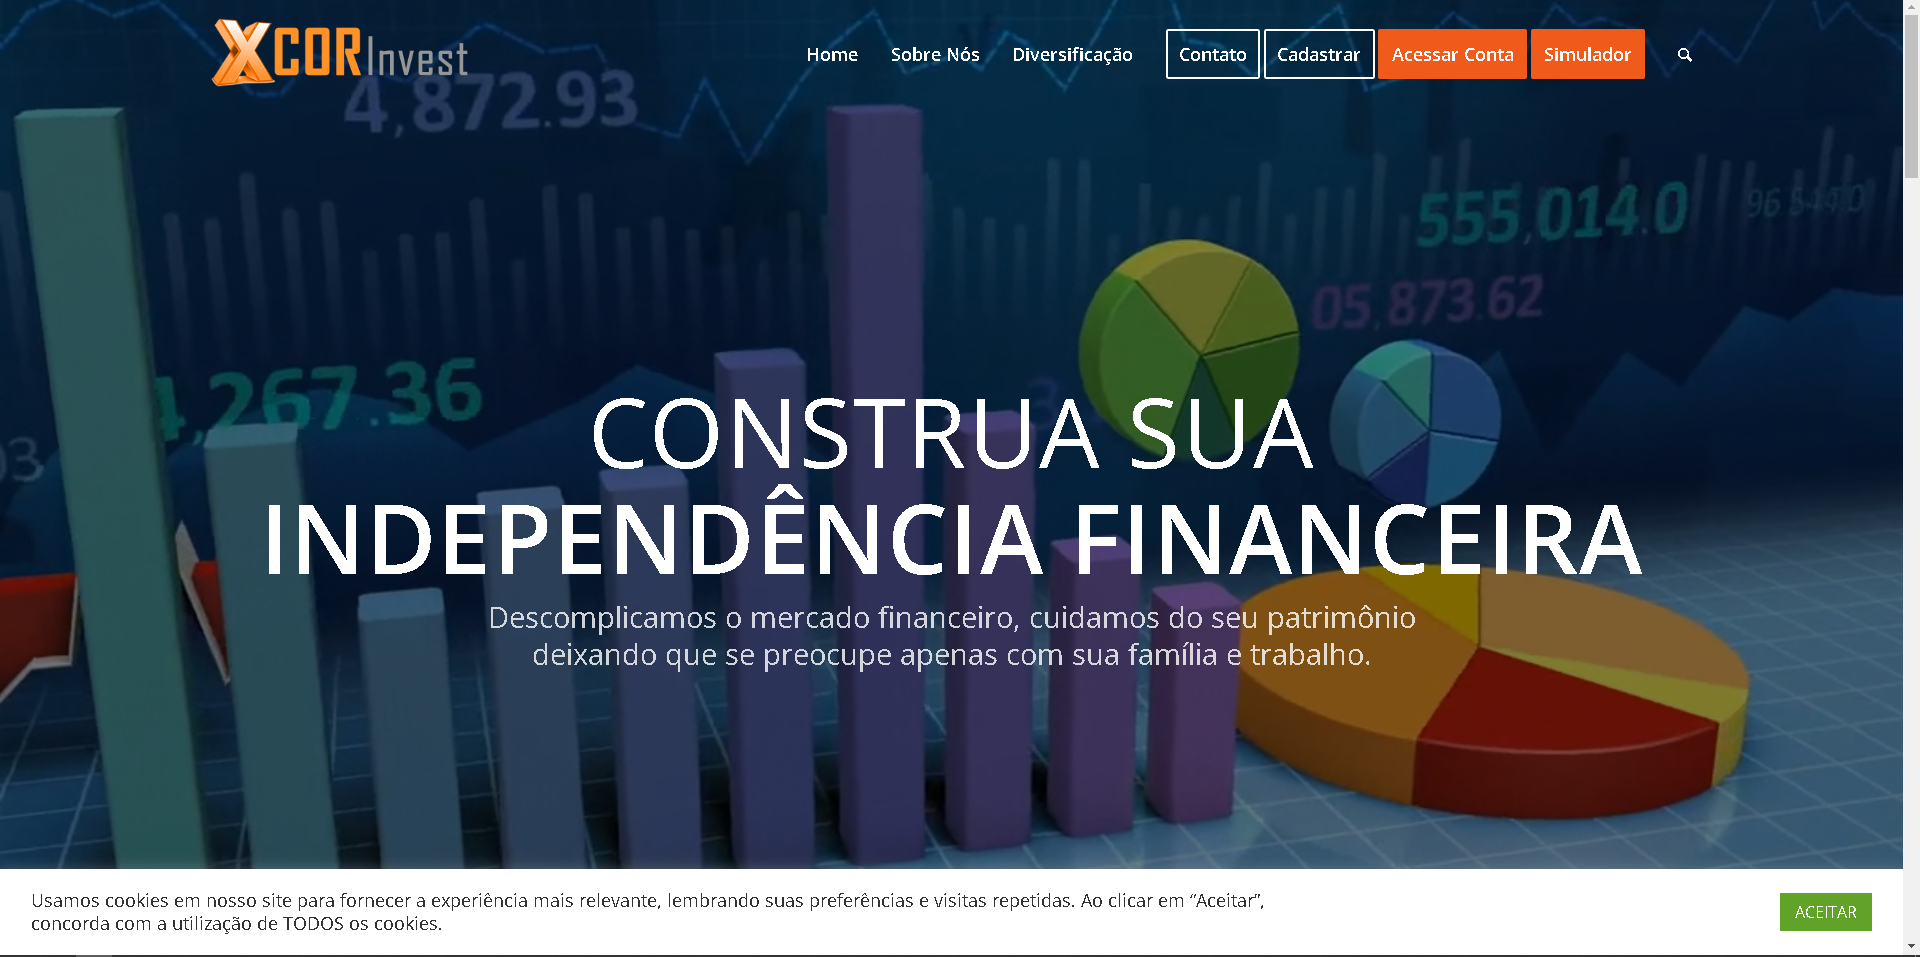 XCOR Invest
Home Sobre Nós Diversificação Contato Cadastrar Acessar Conta Simulador
4,872.93
555,014.0
05,873.62
4,267.36
CONSTRUA SUA
INDEPENDÊNCIA FINANCEIRA
Descomplicamos o mercado financeiro, cuidamos do seu patrimônio
deixando que se preocupe apenas com sua família e trabalho.
Usamos cookies em nosso site para fornecer a experiência mais relevante, lembrando suas preferências e visitas repetidas. Ao clicar em “Aceitar”,
concorda com a utilização de TODOS os cookies.
ACEITAR